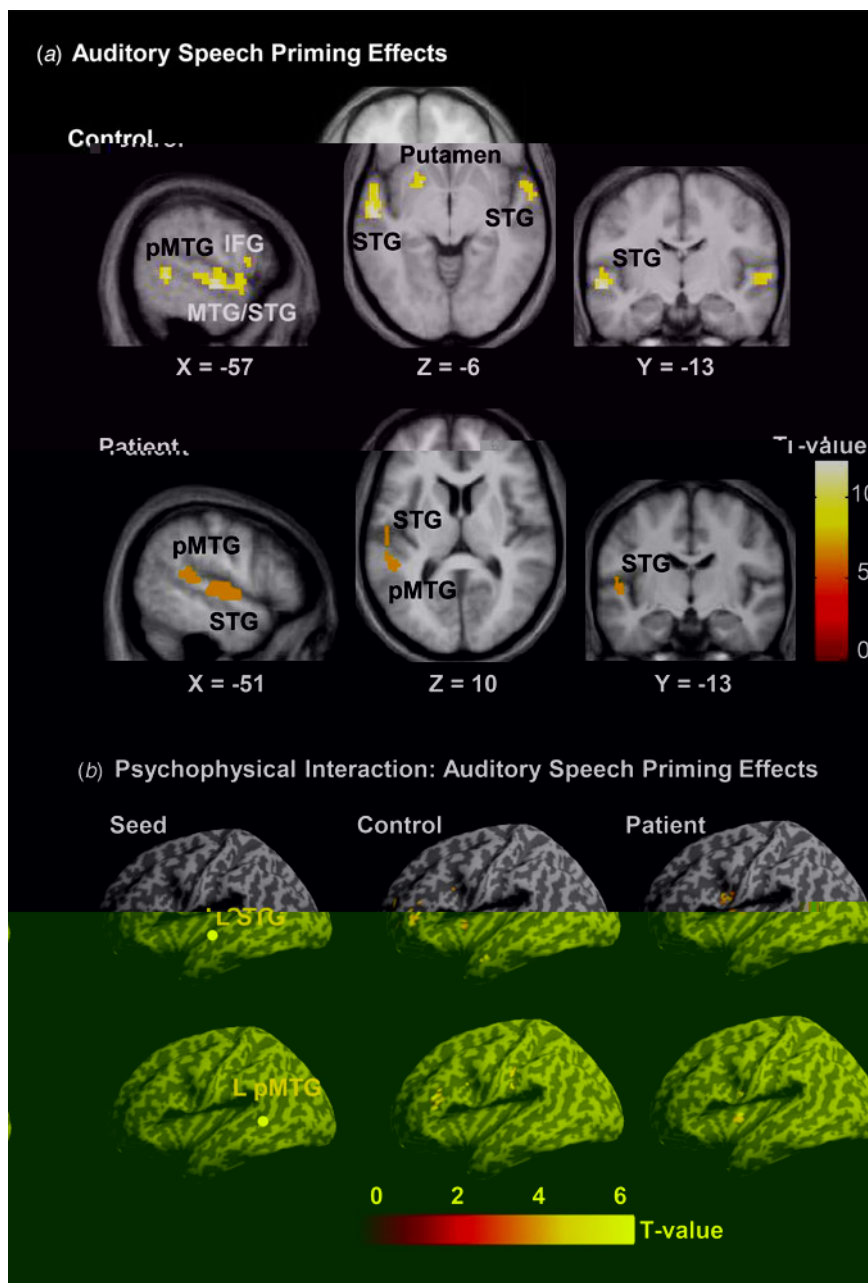 (a) Auditory Speech Priming Effects
Control
Putamen
STG
STG
pMTG
IFG
MTG/STG
STG
X = -57
Z = -6
Y = -13
Patient
T-value
10
5
0
pMTG
STG
STG
pMTG
STG
X = -51
Z = 10
Y = -13
(b) Psychophysical Interaction: Auditory Speech Priming Effects
Seed
Control
Patient
L STG
L pMTG
0 2 4 6
T-value